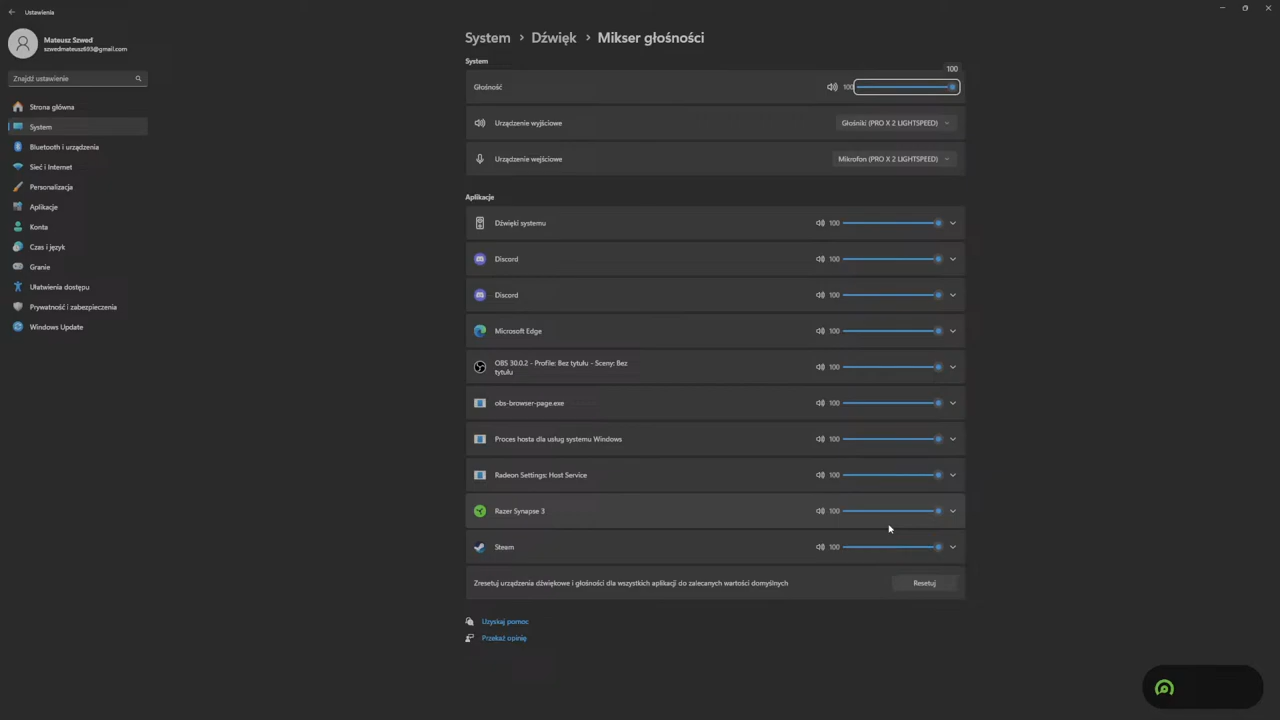 Ustawienia
Mateusz Szwed
szwedmateusz693@gmail.com
Znajdź ustawienie
Strona główna
System
Bluetooth i urządzenia
Sieć i Internet
Personalizacja
Aplikacje
Konta
Czas i język
Granie
Ułatwienia dostępu
Prywatność i zabezpieczenia
Windows Update
System > Dźwięk > Mikser głośności
System
100
Głośność 100
Urządzenie wyjściowe Głośniki (PRO X 2 LIGHTSPEED)
Urządzenie wejściowe Mikrofon (PRO X 2 LIGHTSPEED)
Aplikacje
Dźwięki systemu 100
Discord 100
Discord 100
Microsoft Edge 100
OBS 30.0.2 - Profile: Bez tytułu - Sceny: Bez
tytułu 100
obs-browser-page.exe 100
Proces hosta dla usług systemu Windows 100
Radeon Settings: Host Service 100
Razer Synapse 3 100
Steam 100
Zresetuj urządzenia dźwiękowe i głośności dla wszystkich aplikacji do zalecanych wartości domyślnych Resetuj
Uzyskaj pomoc
Przekaż opinię